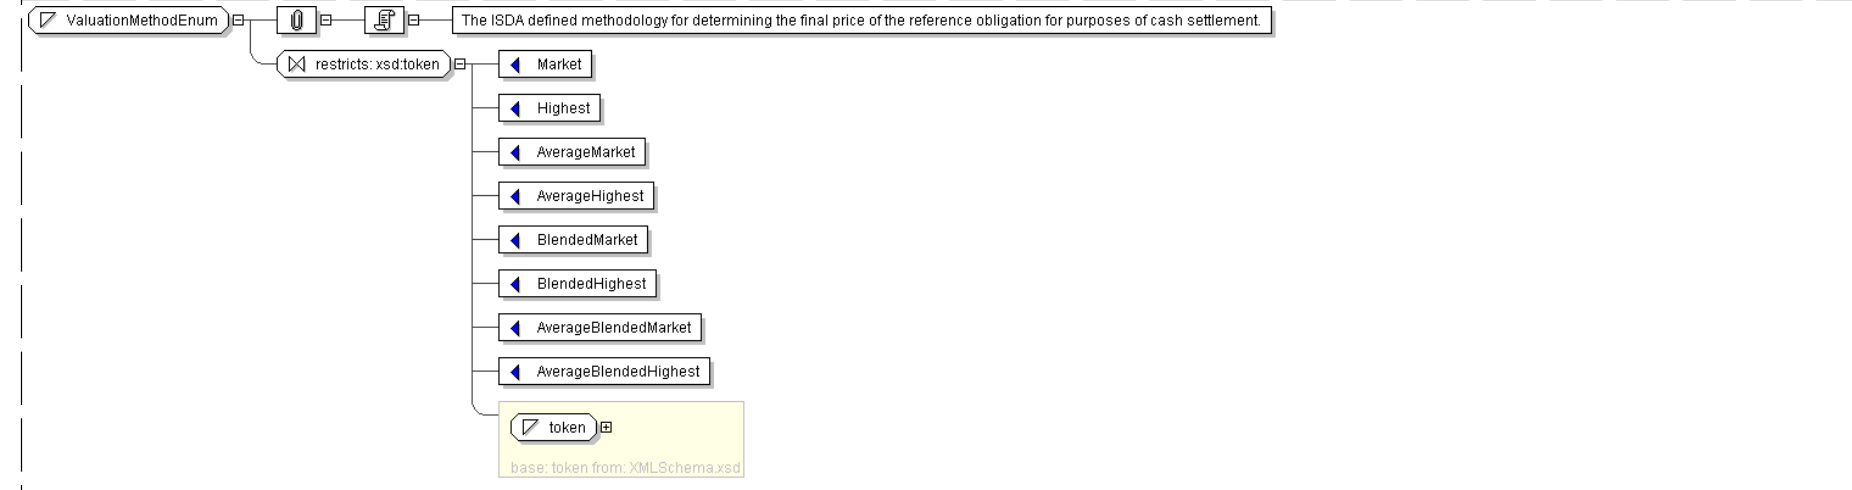 ValuationMethodEnum
The ISDA defined methodology for determining the final price of the reference obligation for purposes of cash settlement.
restricts: xsd:token
Market
Highest
AverageMarket
AverageHighest
BlendedMarket
BlendedHighest
AverageBlendedMarket
AverageBlendedHighest
token
base: token from: XMLSchema.xsd